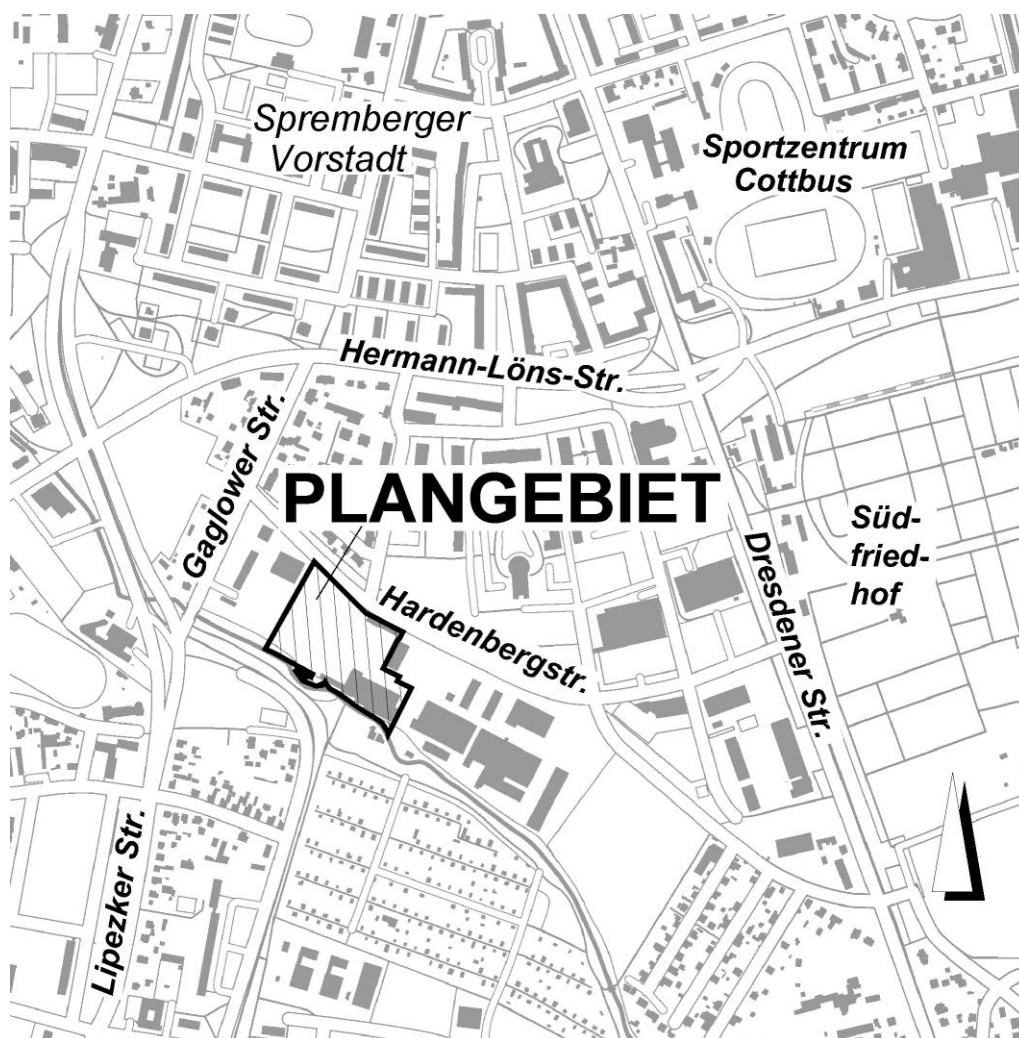 Spremberger
Vorstadt
Sportzentrum
Cottbus
Hermann-Löns-Str.
Gaglower Str.
PLANGEBIET
Süd-
fried-
hof
Hardenbergstr.
Dresdener Str.
Lipezker Str.